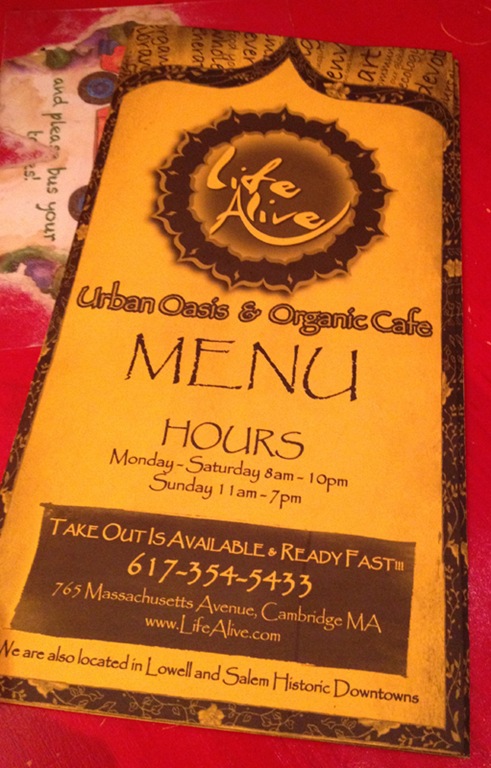 and please bus your
Life
Alive
Urban Oasis & Organic Cafe
MENU
HOURS
Monday - Saturday 8am - 10pm
Sunday 11am - 7pm
TAKE OUT IS AVAILABLE & READY FAST!!!
617-354-5433
765 Massachusetts Avenue, Cambridge MA
www.LifeAlive.com
We are also located in Lowell and Salem Historic Downtowns